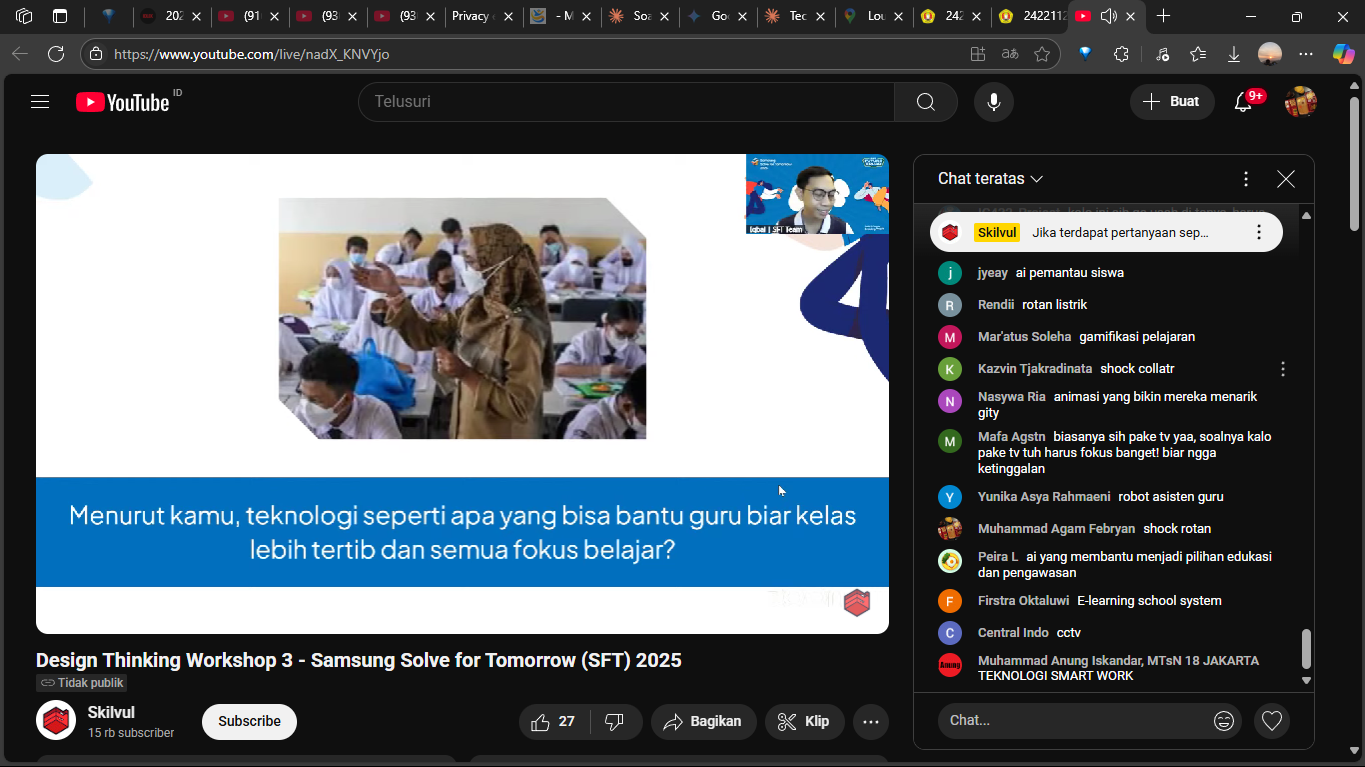 202
(91
(93
(93
Privacy
- M
Soa
Goo
Tec
Lou
242
2422112
https://www.youtube.com/live/nadX_KNVYjo
YouTube ID
Telusuri
Buat
9+
Iqbal | SFT Team
Menurut kamu, teknologi seperti apa yang bisa bantu guru biar kelas
lebih tertib dan semua fokus belajar?
Design Thinking Workshop 3 - Samsung Solve for Tomorrow (SFT) 2025
Tidak publik
Skilvul
15 rb subscriber
Subscribe
27
Bagikan
Klip
Chat teratas
Skilvul Jika terdapat pertanyaan sep...
j jyeay ai pemantau siswa
R Rendii rotan listrik
M Mar'atus Soleha gamifikasi pelajaran
K Kazvin Tjakradinata shock collatr
N Nasywa Ria animasi yang bikin mereka menarik
gity
M Mafa Agstn biasanya sih pake tv yaa, soalnya kalo
pake tv tuh harus fokus banget! biar ngga
ketinggalan
Y Yunika Asya Rahmaeni robot asisten guru
Muhammad Agam Febryan shock rotan
Peira L ai yang membantu menjadi pilihan edukasi
dan pengawasan
F Firstra Oktaluwi E-learning school system
C Central Indo cctv
Anung Muhammad Anung Iskandar, MTsN 18 JAKARTA
TEKNOLOGI SMART WORK
Chat...